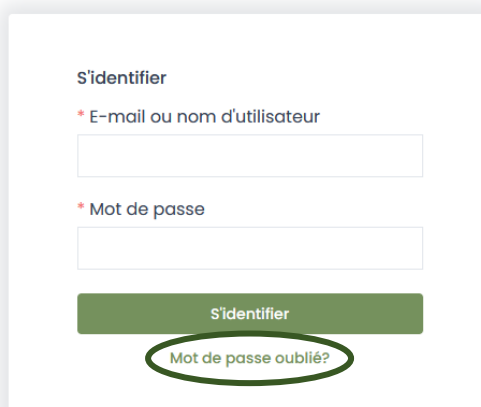 S'identifier
* E-mail ou nom d'utilisateur
* Mot de passe
S'identifier
Mot de passe oublié?